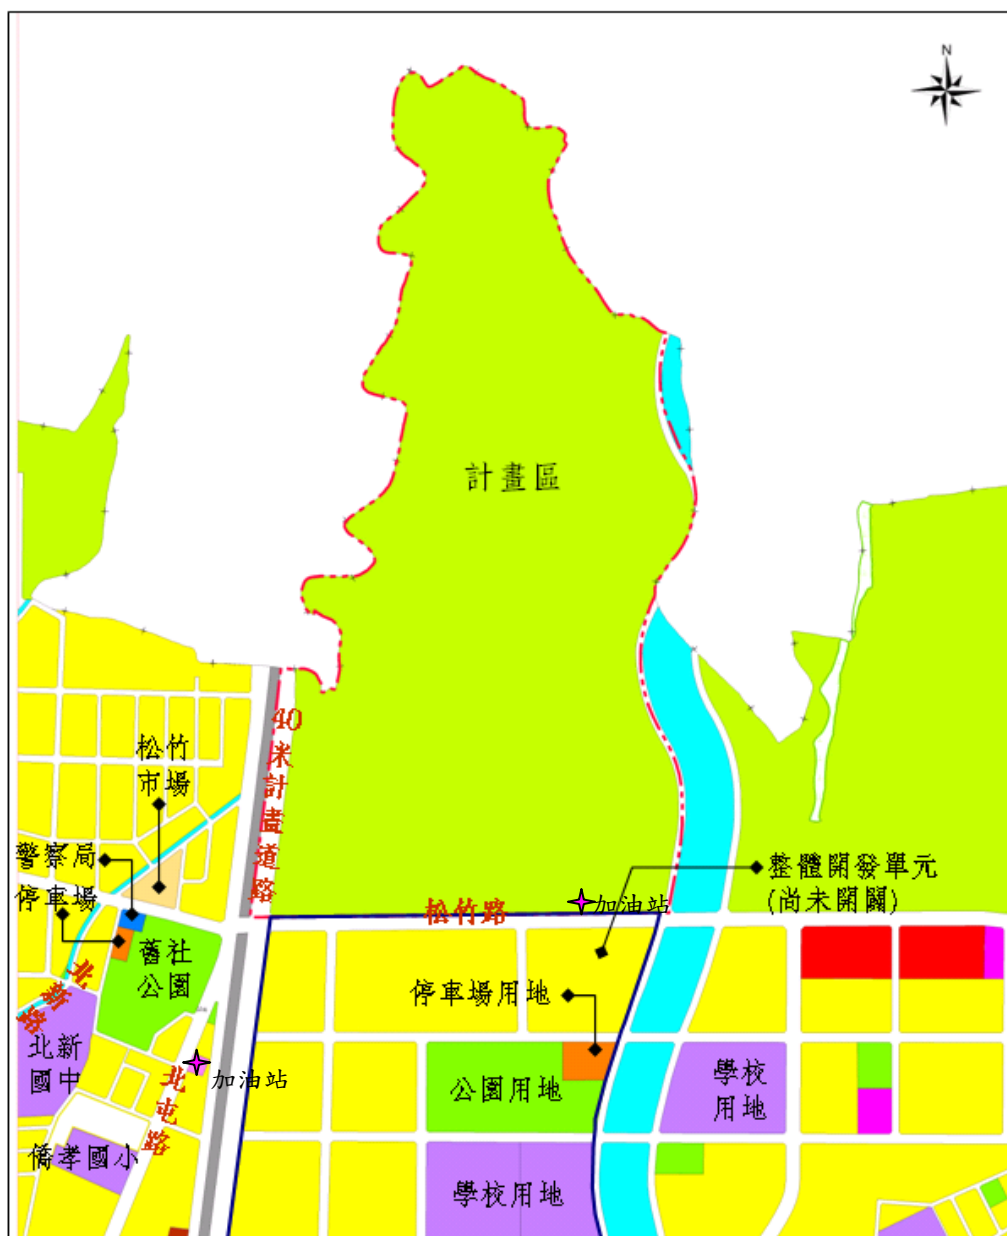 N
計畫區
40米計畫道路
松竹
市場
警察局
停車場
舊社
公園
北新路
北新
國中
僑孝國小
北屯路
加油站
松竹路
加油站
整體開發單元
(尚未開闢)
停車場用地
公園用地
學校
用地
學校用地